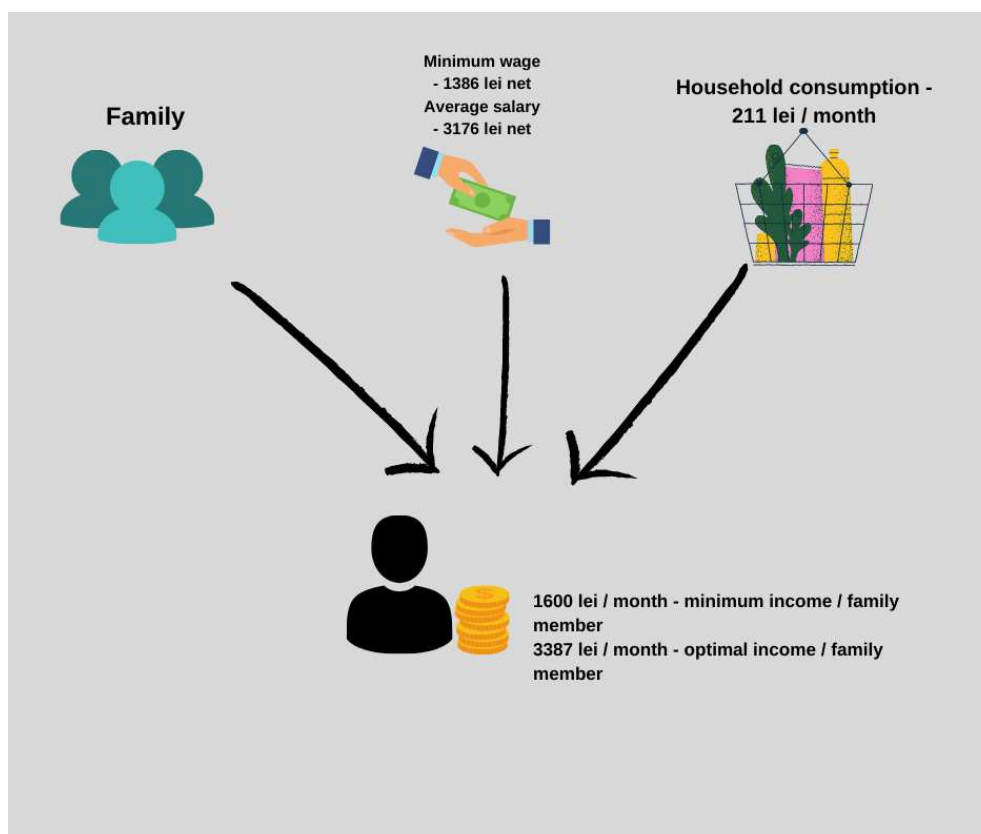 Family
Minimum wage
- 1386 lei net
Average salary
- 3176 lei net
Household consumption -
211 lei / month
1600 lei / month - minimum income / family
member
3387 lei / month - optimal income / family
member